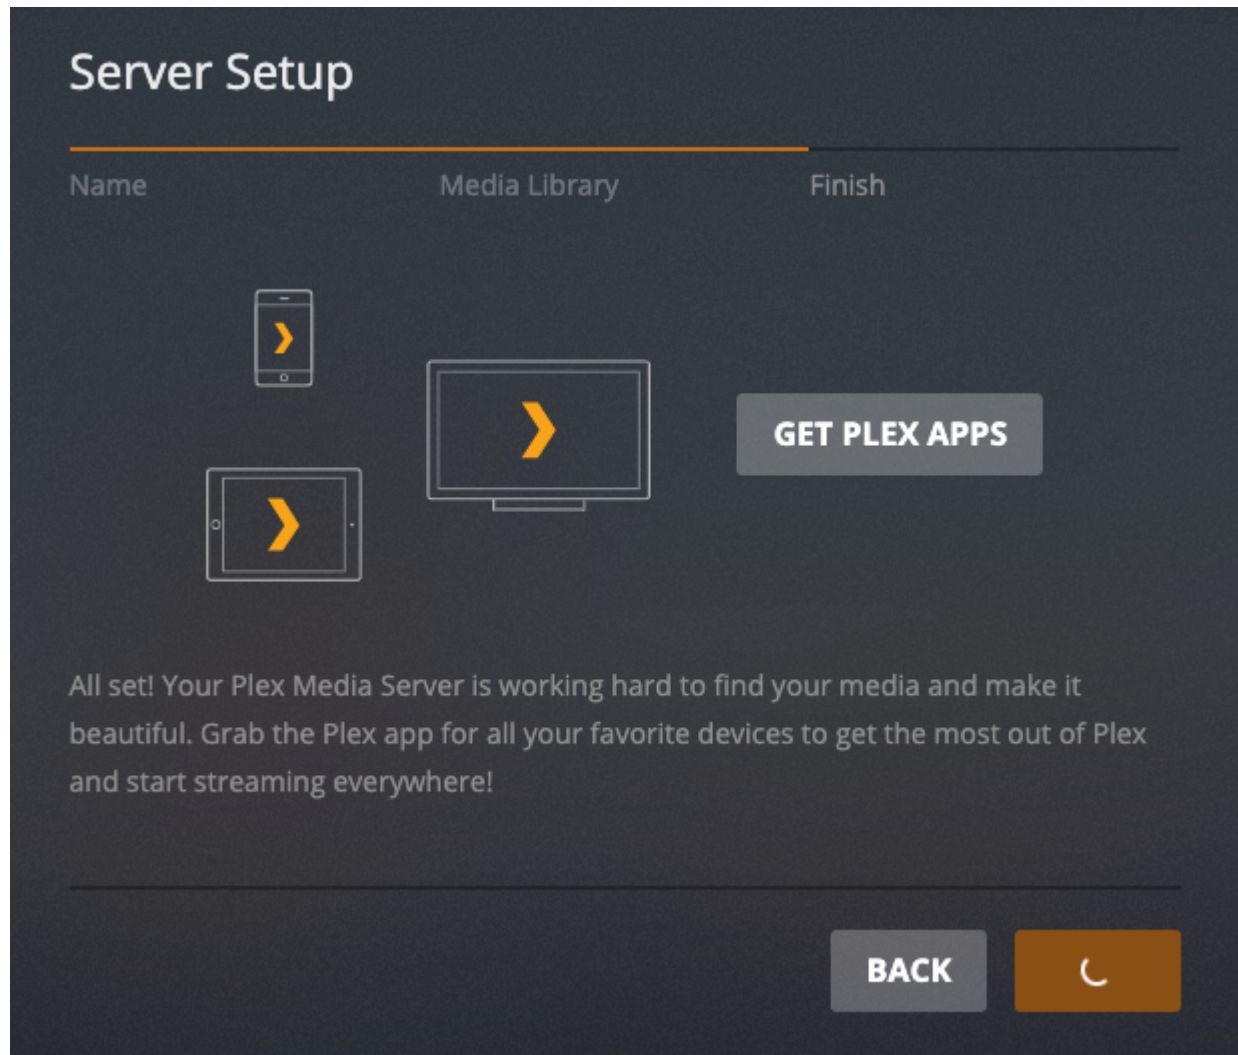 Server Setup
Name
Media Library
Finish
GET PLEX APPS
All set! Your Plex Media Server is working hard to find your media and make it
beautiful. Grab the Plex app for all your favorite devices to get the most out of Plex
and start streaming everywhere!
BACK